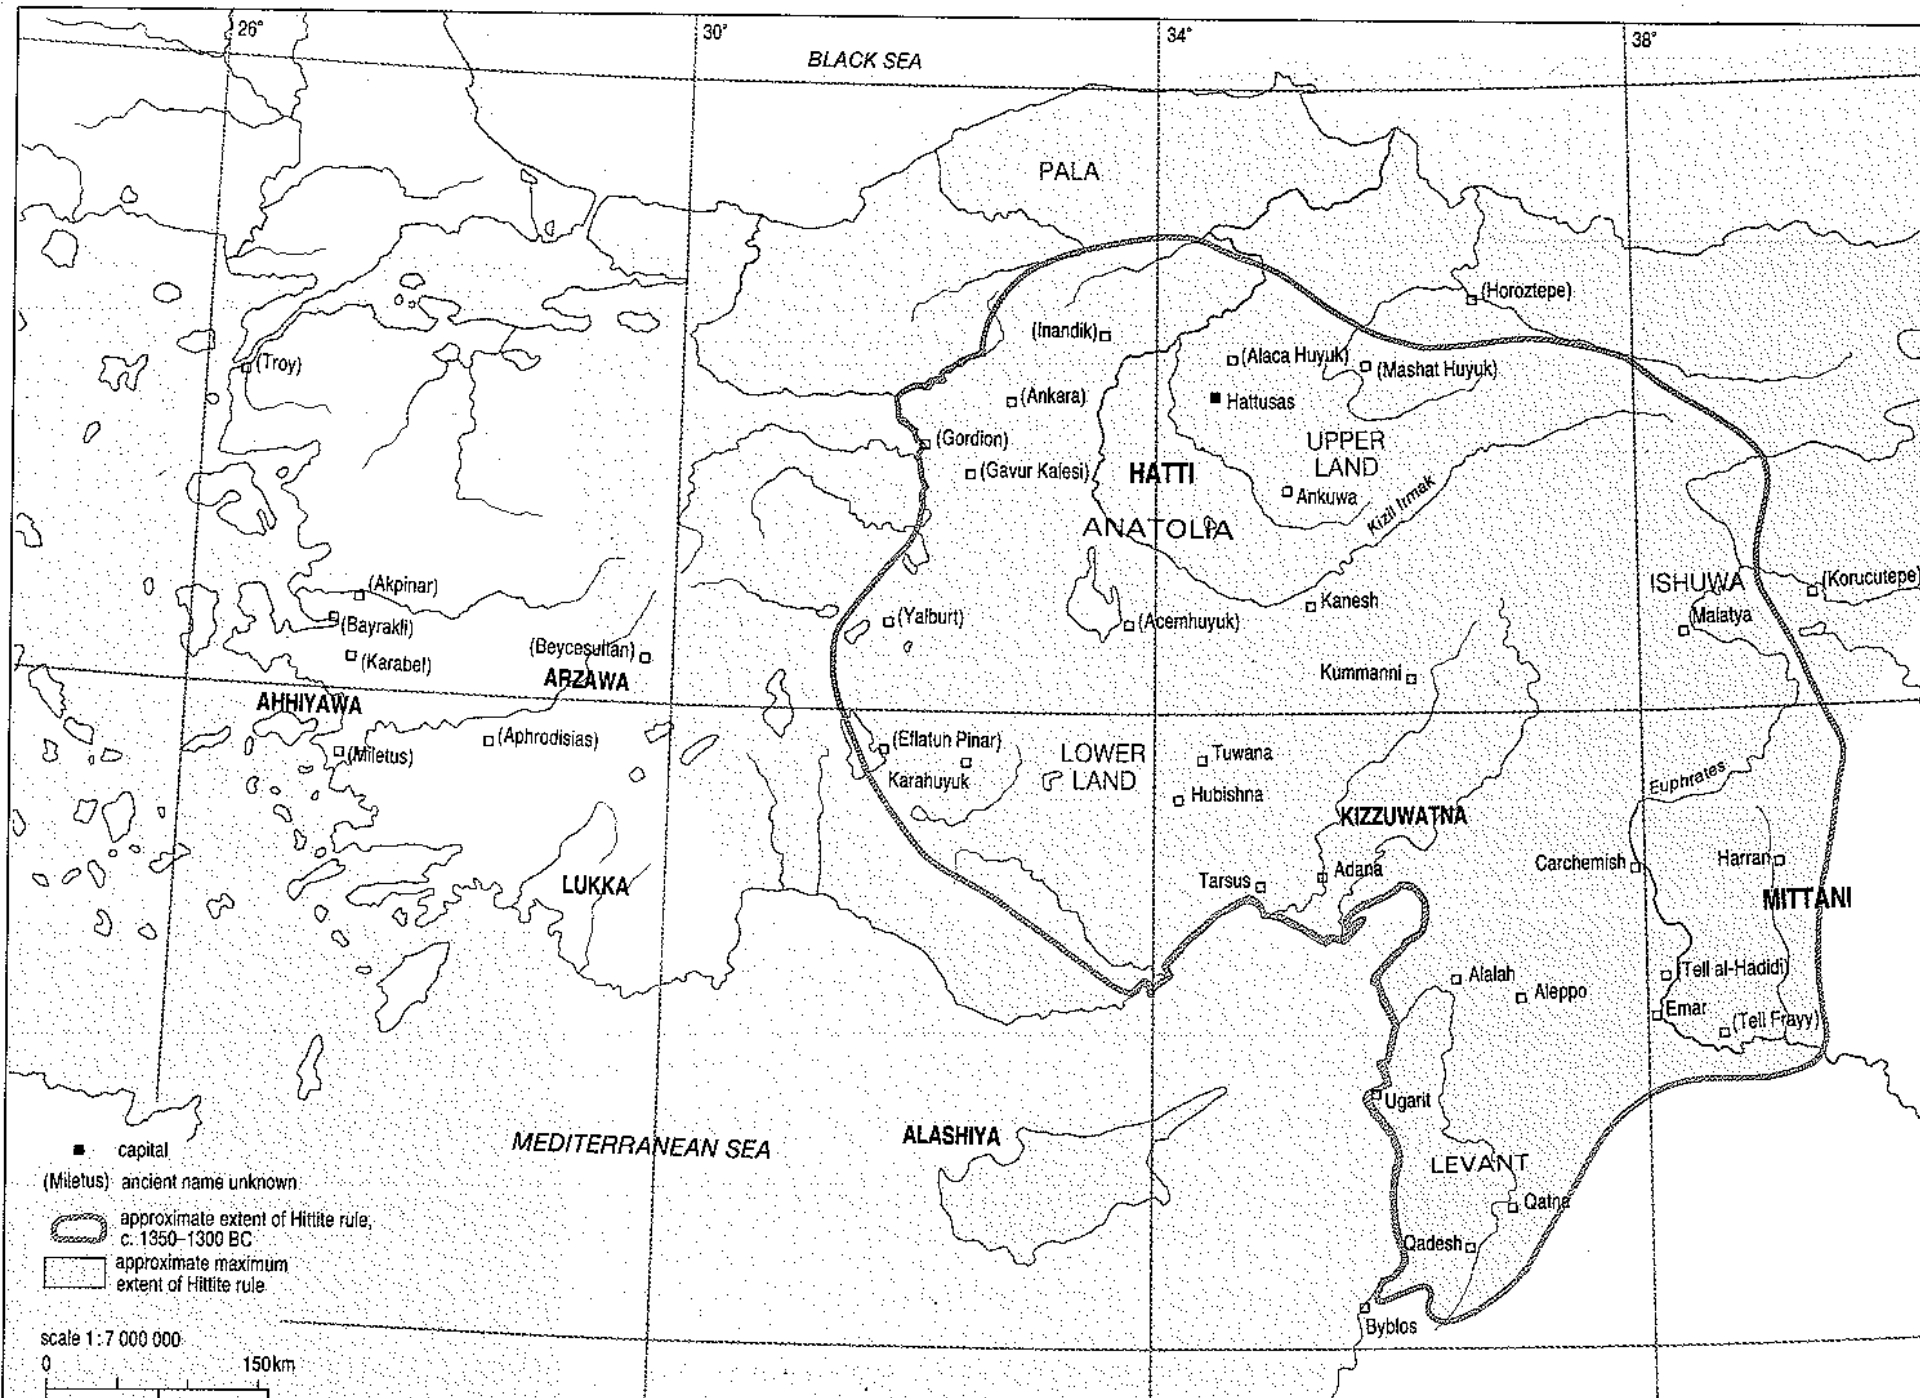 26°
30°
34°
38°
BLACK SEA
PALA
(Horoztepe)
(Inandik)
(Alaca Huyuk)
(Mashat Huyuk)
(Troy)
(Ankara)
Hattusas
(Gordion)
UPPER
LAND
(Gavur Kalesi)
HATTI
Ankuwa
Kizil Irmak
ANATOLIA
(Akpinar)
ISHUWA
(Korucutepe)
(Bayrakli)
(Yalburt)
(Acemhuyuk)
Kanesh
Malatya)
(Karabel)
(Beycesultan)
ARZAWA
Kummanni
AHHIYAWA
(Miletus)
(Aphrodisias)
(Eflatun Pinar)
Karahuyuk
LOWER
LAND
Tuwana
Hubishna
Euphrates
KIZZUWATNA
LUKKA
Tarsus
Adana
Carchemish
Harran
MITTANI
Alalah
Aleppo
(Tell al-Hadidi)
Emar
(Tell Frayy)
Ugarit
MEDITERRANEAN SEA
ALASHIYA
LEVANT
Qatna
Qadesh
Byblos
capital
(Miletus) ancient name unknown
approximate extent of Hittite rule,
c. 1350–1300 BC
approximate maximum
extent of Hittite rule
scale 1:7 000 000
0 150km